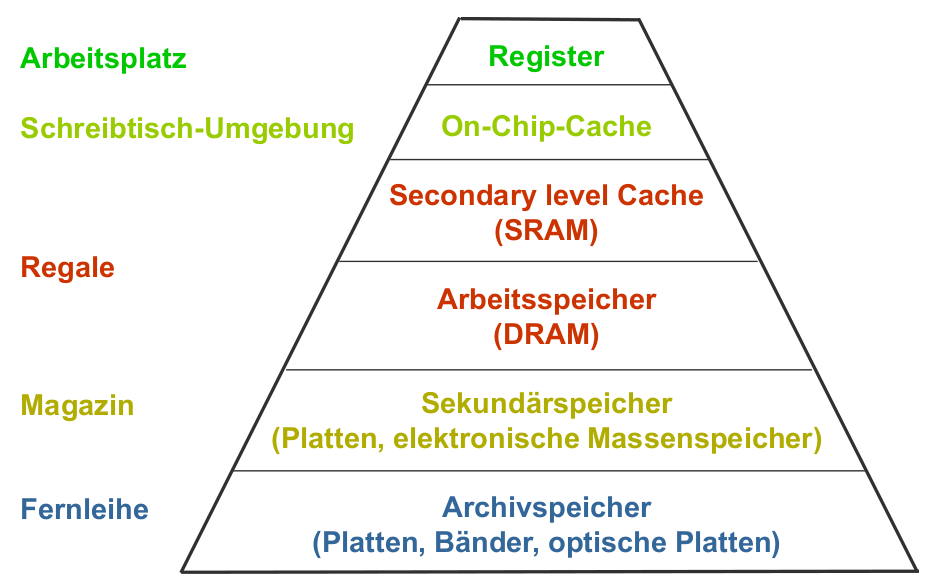 Arbeitsplatz
Register
Schreibtisch-Umgebung
On-Chip-Cache
Secondary level Cache
(SRAM)
Regale
Arbeitsspeicher
(DRAM)
Magazin
Sekundärspeicher
(Platten, elektronische Massenspeicher)
Fernleihe
Archivspeicher
(Platten, Bänder, optische Platten)